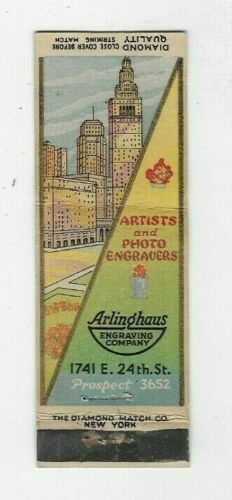 DIAMOND
QUALITY
CLOSE COVER BEFORE
STRIKING MATCH
ARTISTS
and
PHOTO
ENGRAVERS
Arlinghaus
ENGRAVING
COMPANY
1741 E. 24th. St.
Prospect 3652
THE DIAMOND MATCH CO.
NEW YORK